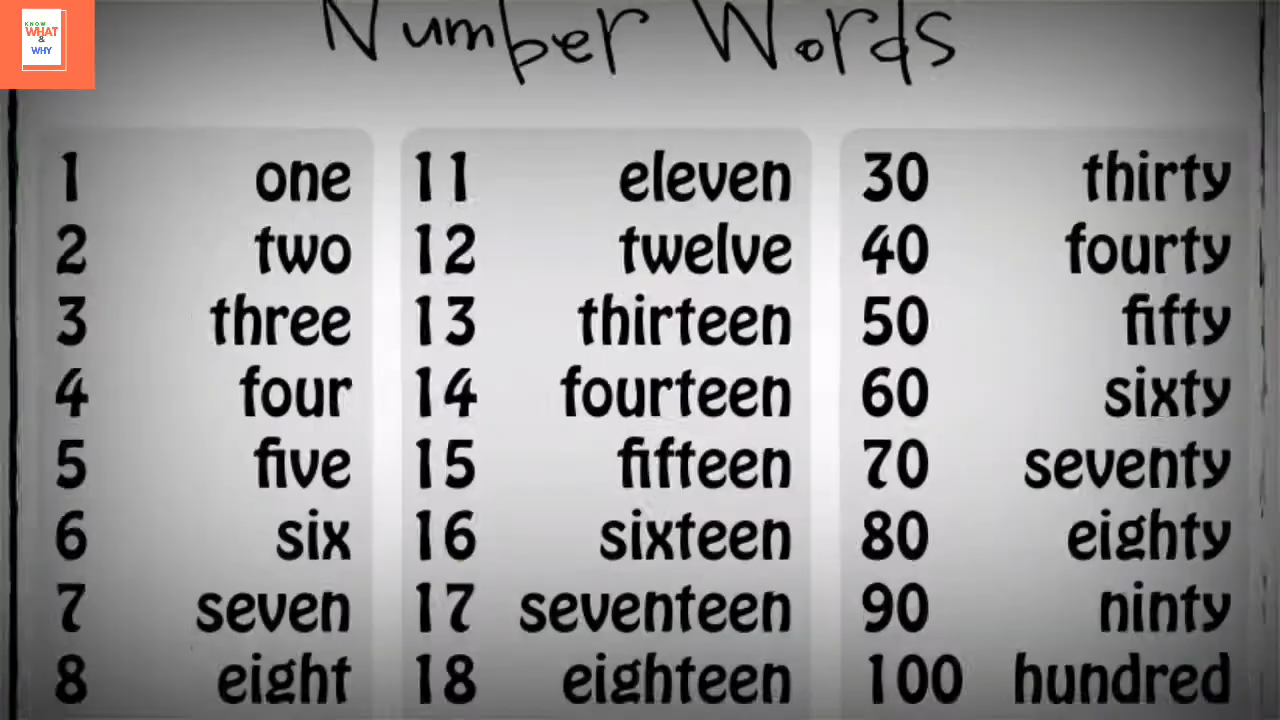 KNOW
WHAT
&
WHY
Number Words
1 one 11 eleven 30 thirty
2 two 12 twelve 40 fourty
3 three 13 thirteen 50 fifty
4 four 14 fourteen 60 sixty
5 five 15 fifteen 70 seventy
6 six 16 sixteen 80 eighty
7 seven 17 seventeen 90 ninty
8 eight 18 eighteen 100 hundred